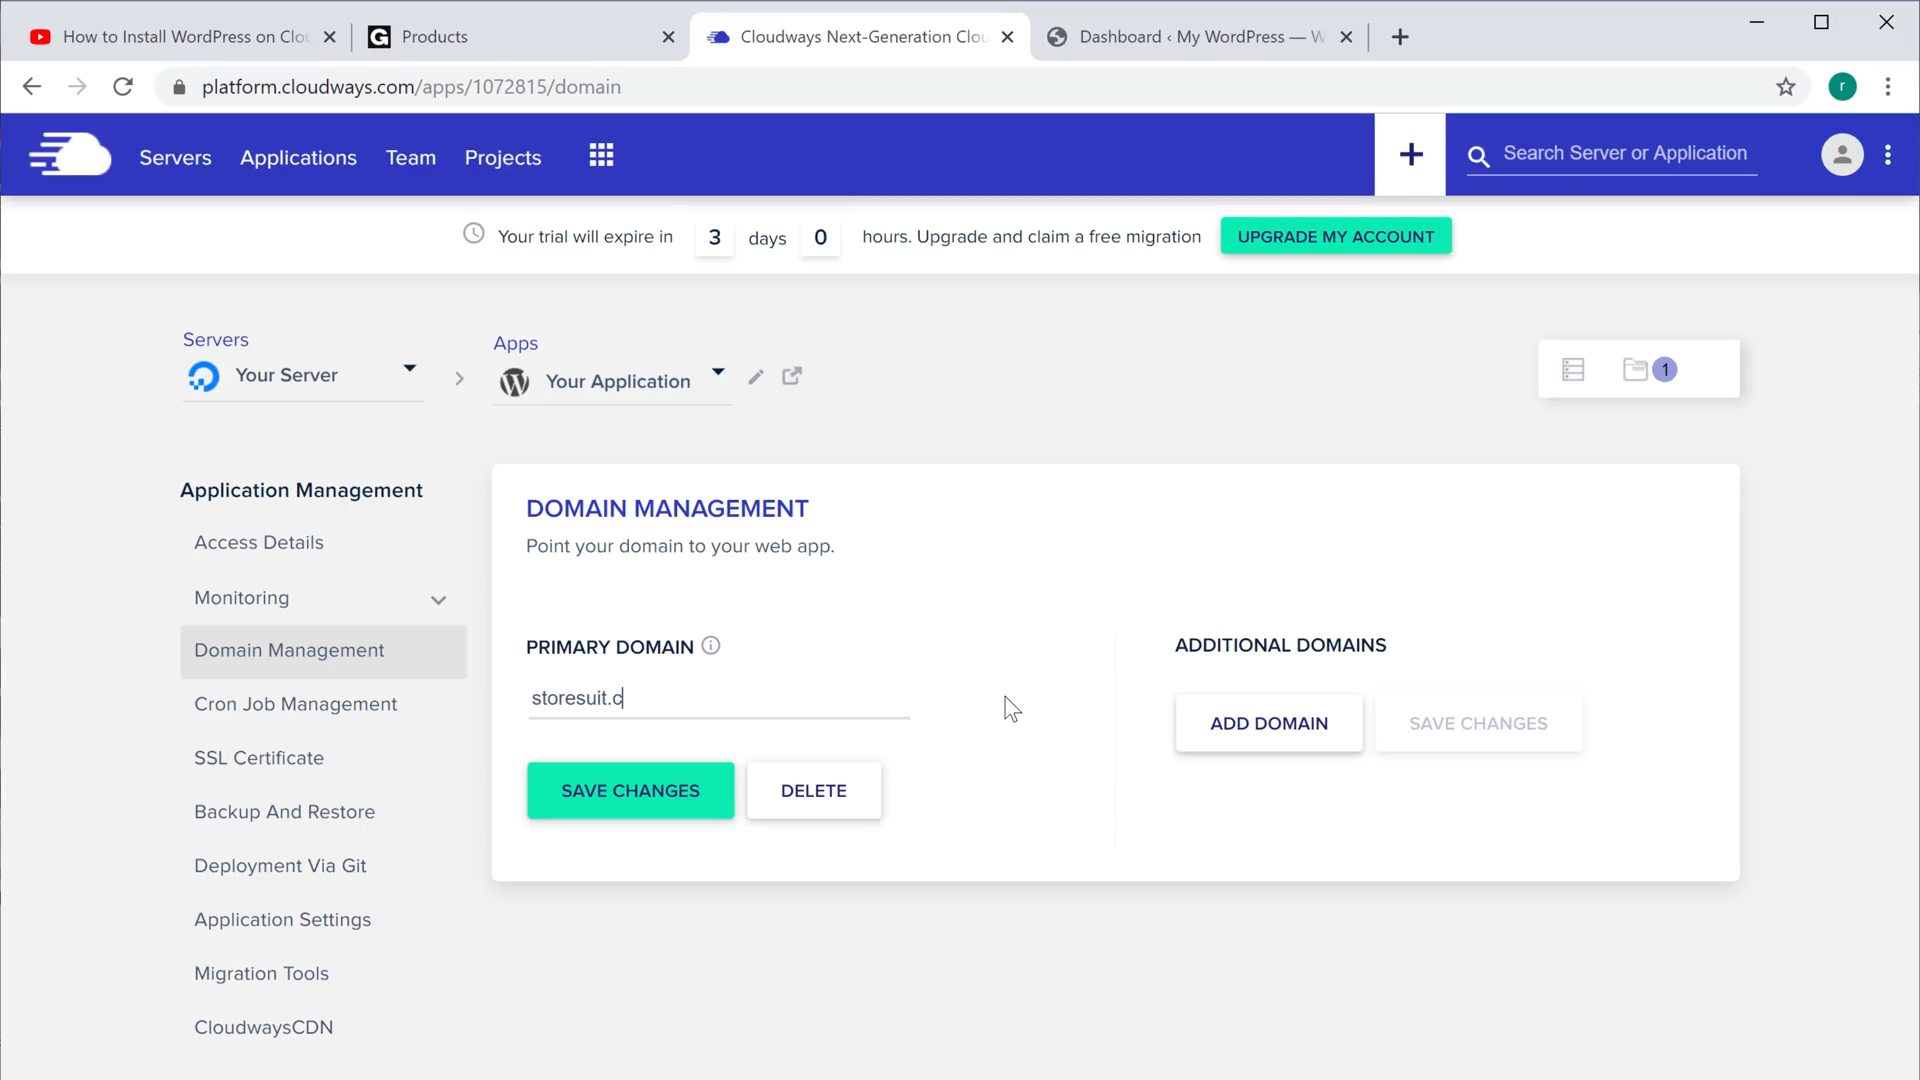 How to Install WordPress on Clo
Products
Cloudways Next-Generation Clou
Dashboard ‹ My WordPress — W
platform.cloudways.com/apps/1072815/domain
r
Servers
Applications
Team
Projects
Search Server or Application
Your trial will expire in 3 days 0 hours. Upgrade and claim a free migration
UPGRADE MY ACCOUNT
Servers
Your Server
Apps
Your Application
1
Application Management
Access Details
Monitoring
Domain Management
Cron Job Management
SSL Certificate
Backup And Restore
Deployment Via Git
Application Settings
Migration Tools
CloudwaysCDN
DOMAIN MANAGEMENT
Point your domain to your web app.
PRIMARY DOMAIN
storesuit.c
SAVE CHANGES
DELETE
ADDITIONAL DOMAINS
ADD DOMAIN
SAVE CHANGES